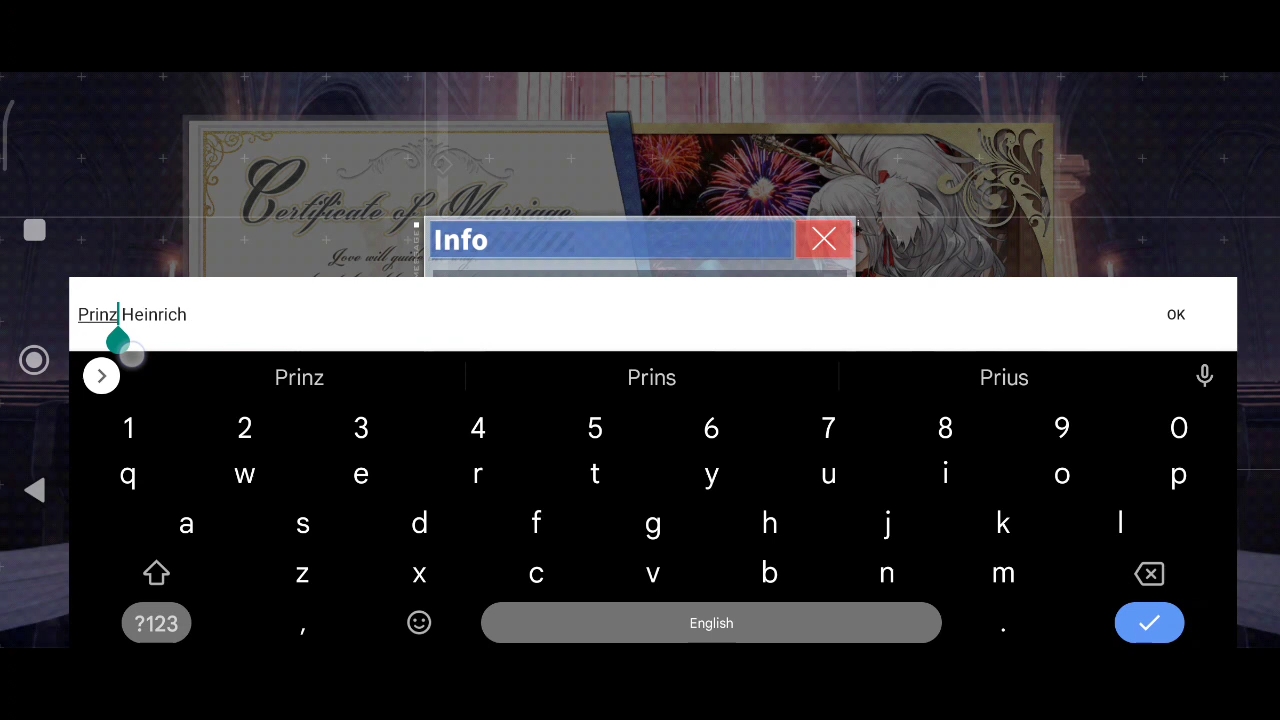 Certificate of Marriage
Love will guide
Info
Prinz Heinrich
OK
Prinz
Prins
Prius
1 2 3 4 5 6 7 8 9 0
q w e r t y u i o p
a s d f g h j k l
z x c v b n m
?123 , English .